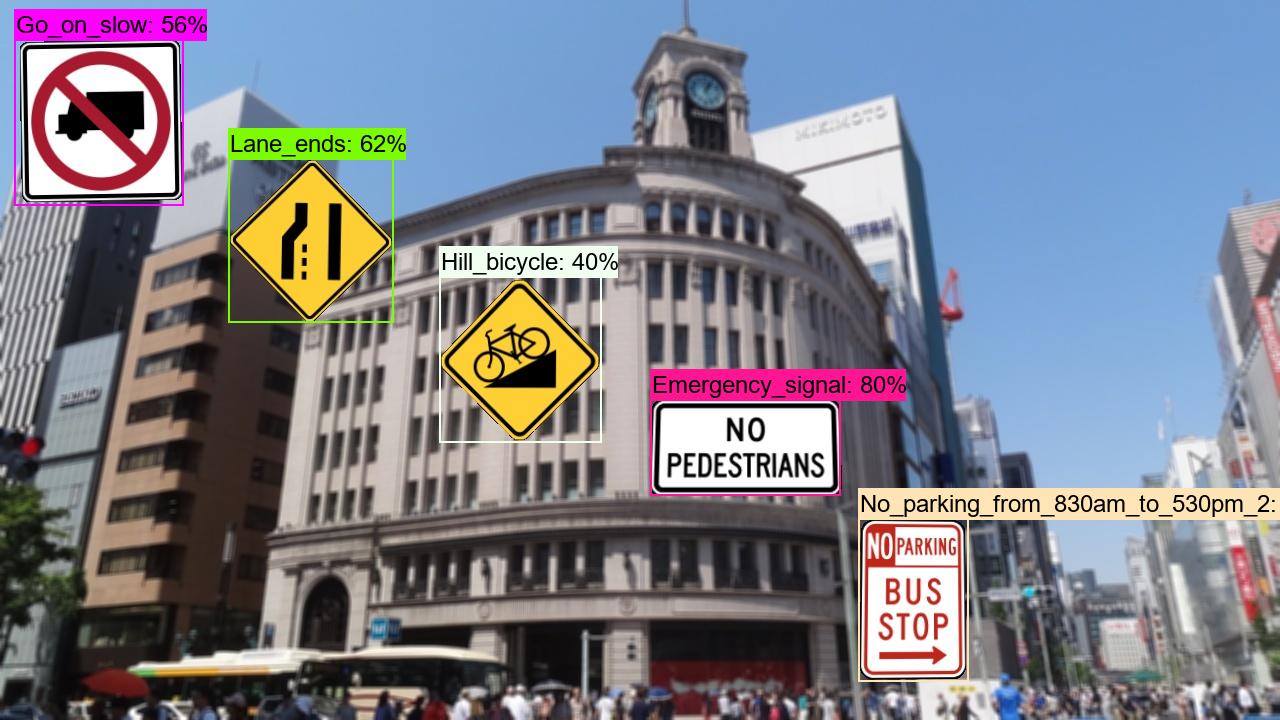 Go_on_slow: 56%
Lane_ends: 62%
MIKIMOTO
Hill_bicycle: 40%
Emergency_signal: 80%
NO
PEDESTRIANS
No_parking_from_830am_to_530pm_2:
NO PARKING
BUS
STOP